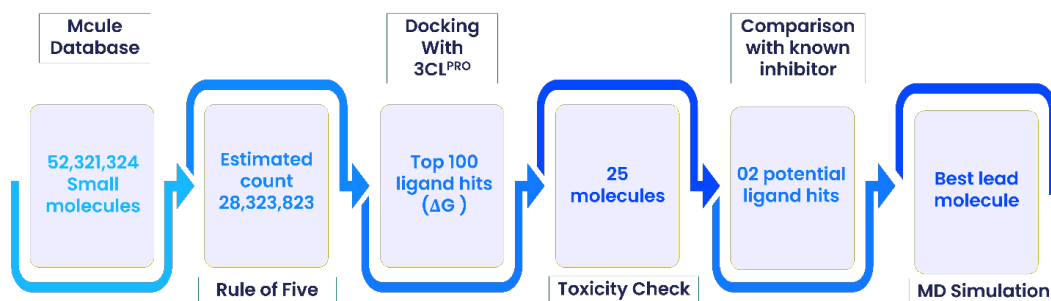 Mcule
Database
52,321,324
Small
molecules
Estimated
count
28,323,823
Rule of Five
Docking
With
3CLᴾᴿᴼ
Top 100
ligand hits
(ΔG )
25
molecules
Toxicity Check
Comparison
with known
inhibitor
02 potential
ligand hits
Best lead
molecule
MD Simulation